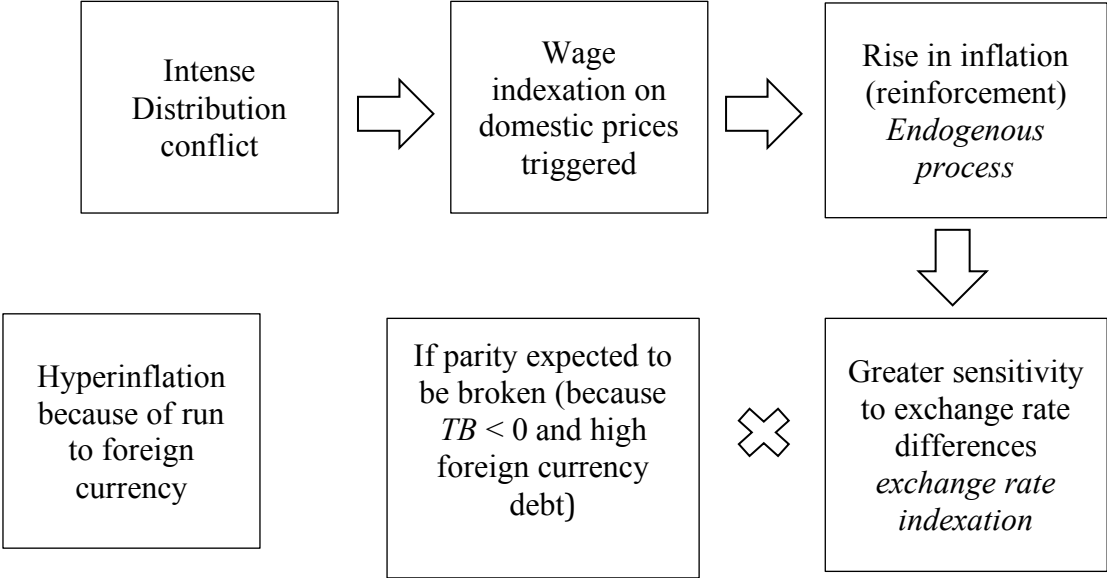 Intense
Distribution
conflict
Wage
indexation on
domestic prices
triggered
Rise in inflation
(reinforcement)
Endogenous
process
Hyperinflation
because of run
to foreign
currency
If parity expected to
be broken (because
TB < 0 and high
foreign currency
debt)
Greater sensitivity
to exchange rate
differences
exchange rate
indexation